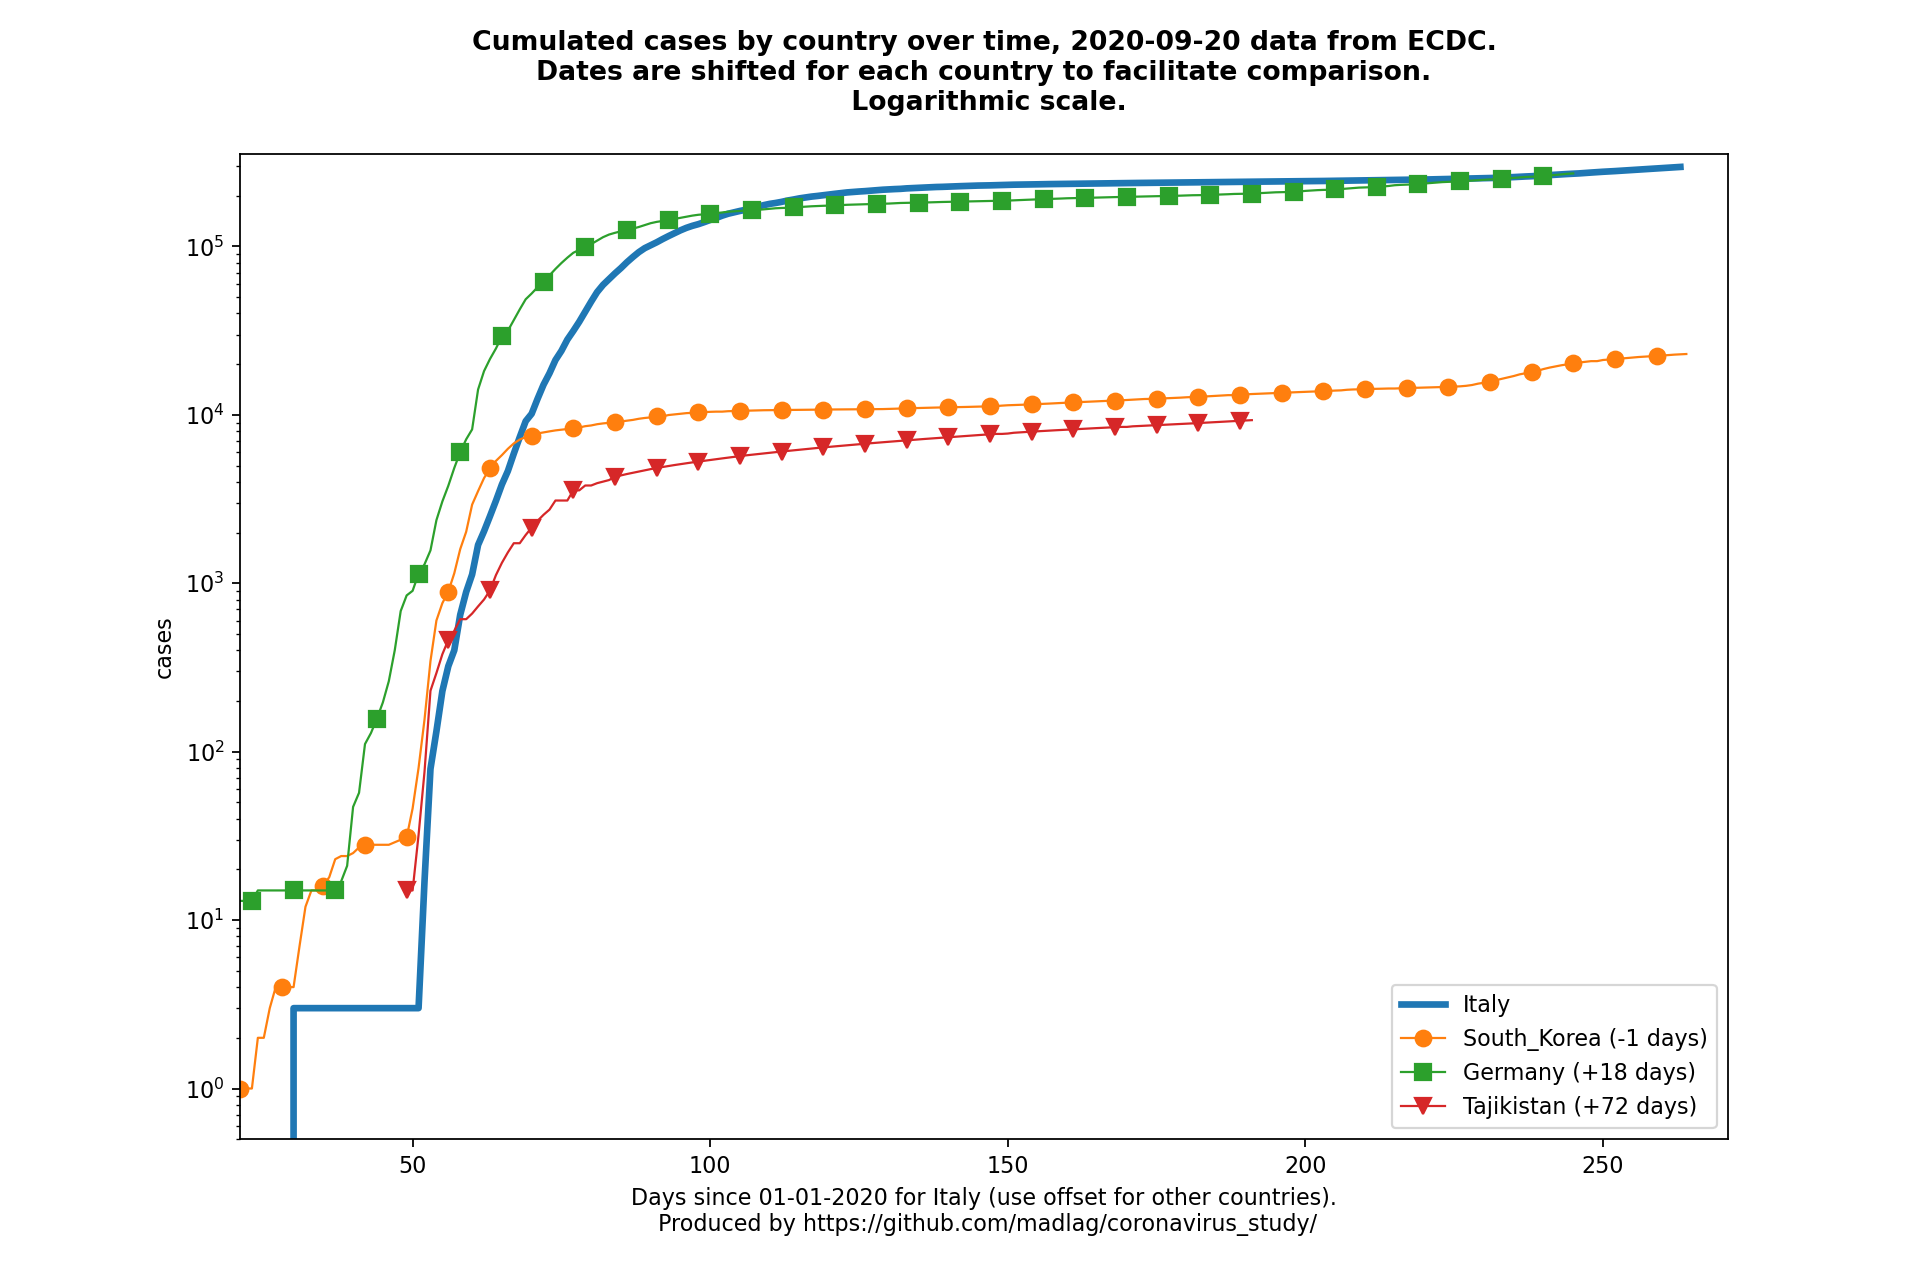 Cumulated cases by country over time, 2020-09-20 data from ECDC.
Dates are shifted for each country to facilitate comparison.
Logarithmic scale.
10^5
10^4
10^3
10^2
10^1
10^0
cases
Italy
South_Korea (-1 days)
Germany (+18 days)
Tajikistan (+72 days)
50 100 150 200 250
Days since 01-01-2020 for Italy (use offset for other countries).
Produced by https://github.com/madlag/coronavirus_study/